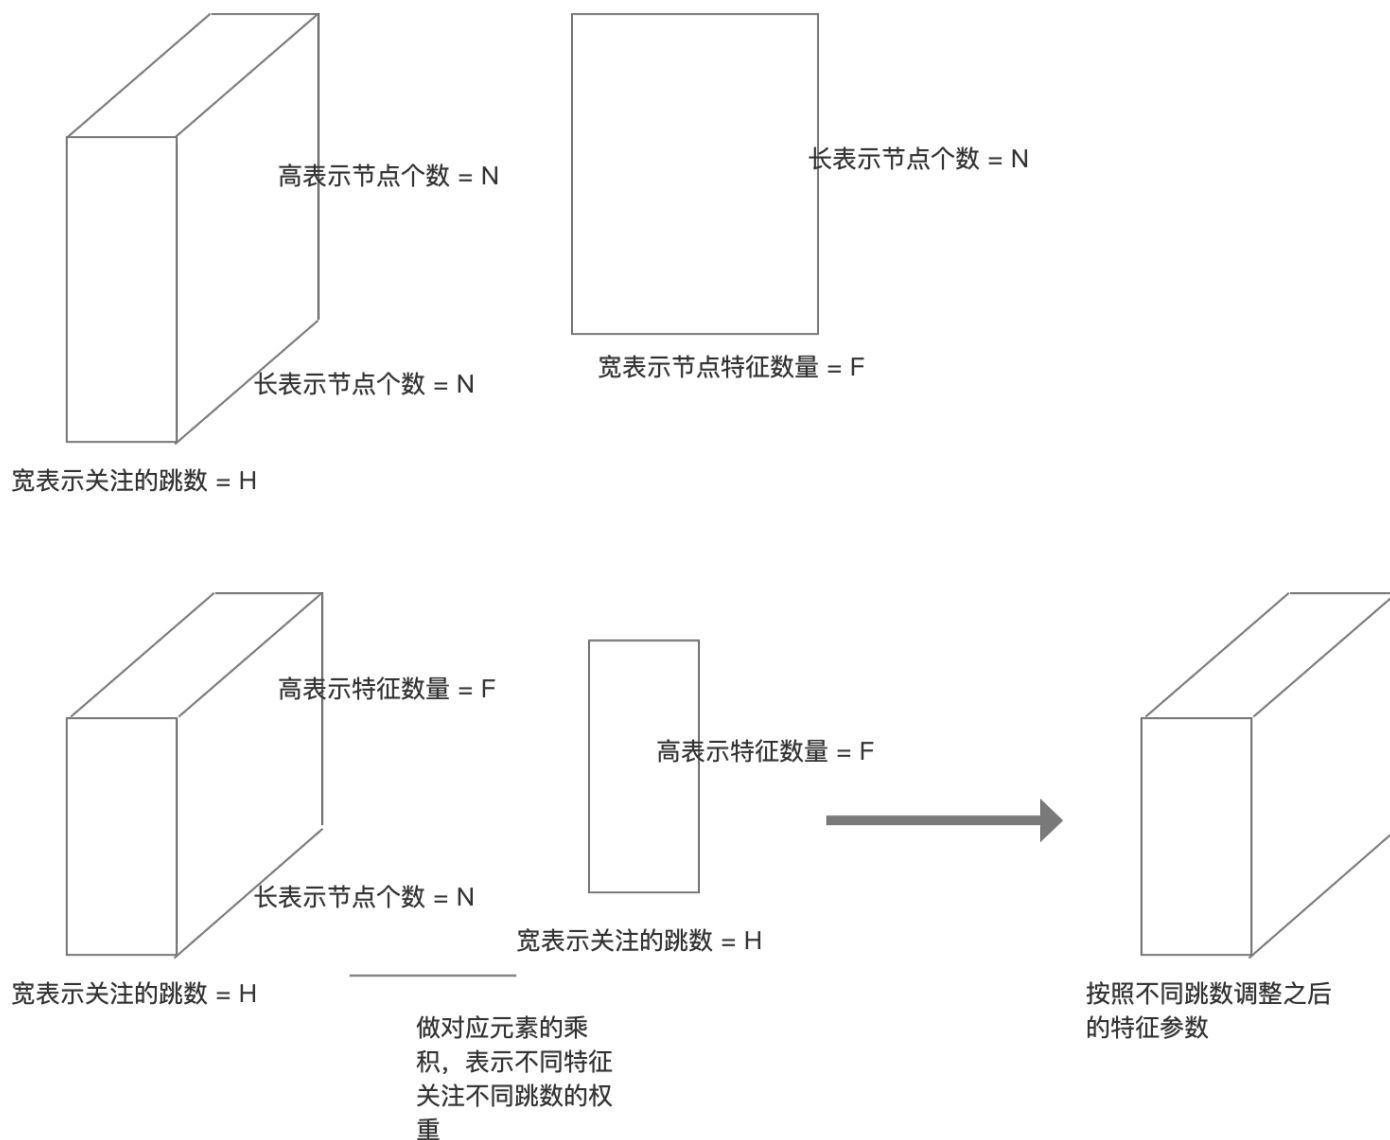 高表示节点个数 = N
长表示节点个数 = N
长表示节点个数 = N
宽表示节点特征数量 = F
宽表示关注的跳数 = H
高表示特征数量 = F
高表示特征数量 = F
长表示节点个数 = N
宽表示关注的跳数 = H
宽表示关注的跳数 = H
做对应元素的乘
积，表示不同特征
关注不同跳数的权
重
按照不同跳数调整之后
的特征参数